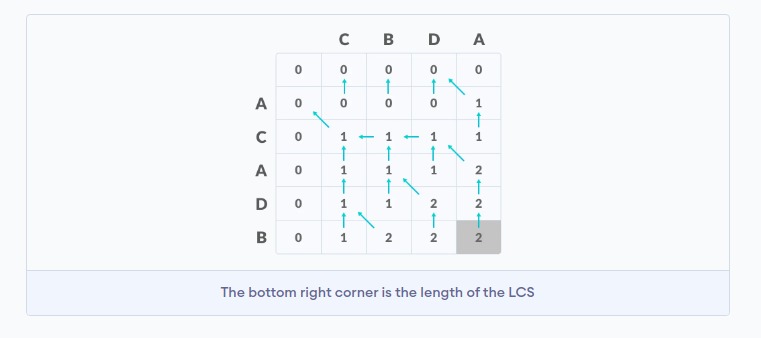 C B D A
0 0 0 0 0
A 0 0 0 0 1
C 0 1 1 1 1
A 0 1 1 1 2
D 0 1 1 2 2
B 0 1 2 2 2
The bottom right corner is the length of the LCS